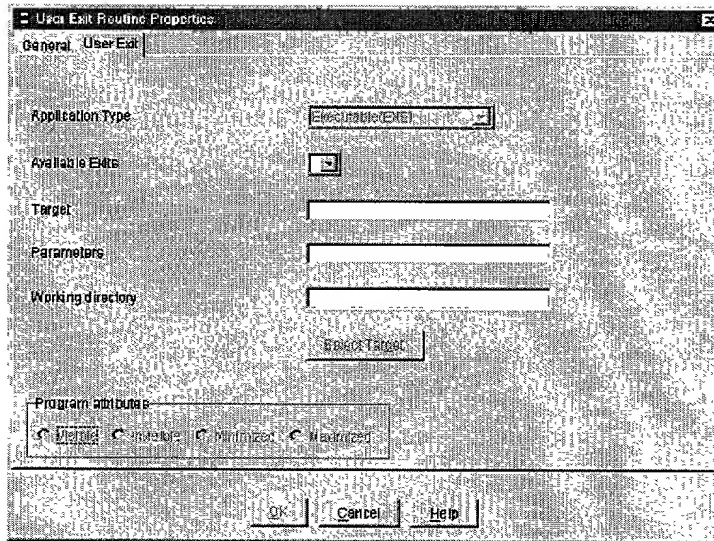 User Exit Routine Properties
General User Exit
Application Type Executable(EXE)
Available Exits
Target
Parameters
Working directory
Select Target
Program attributes
Visible Invisible Minimized Maximized
OK Cancel Help